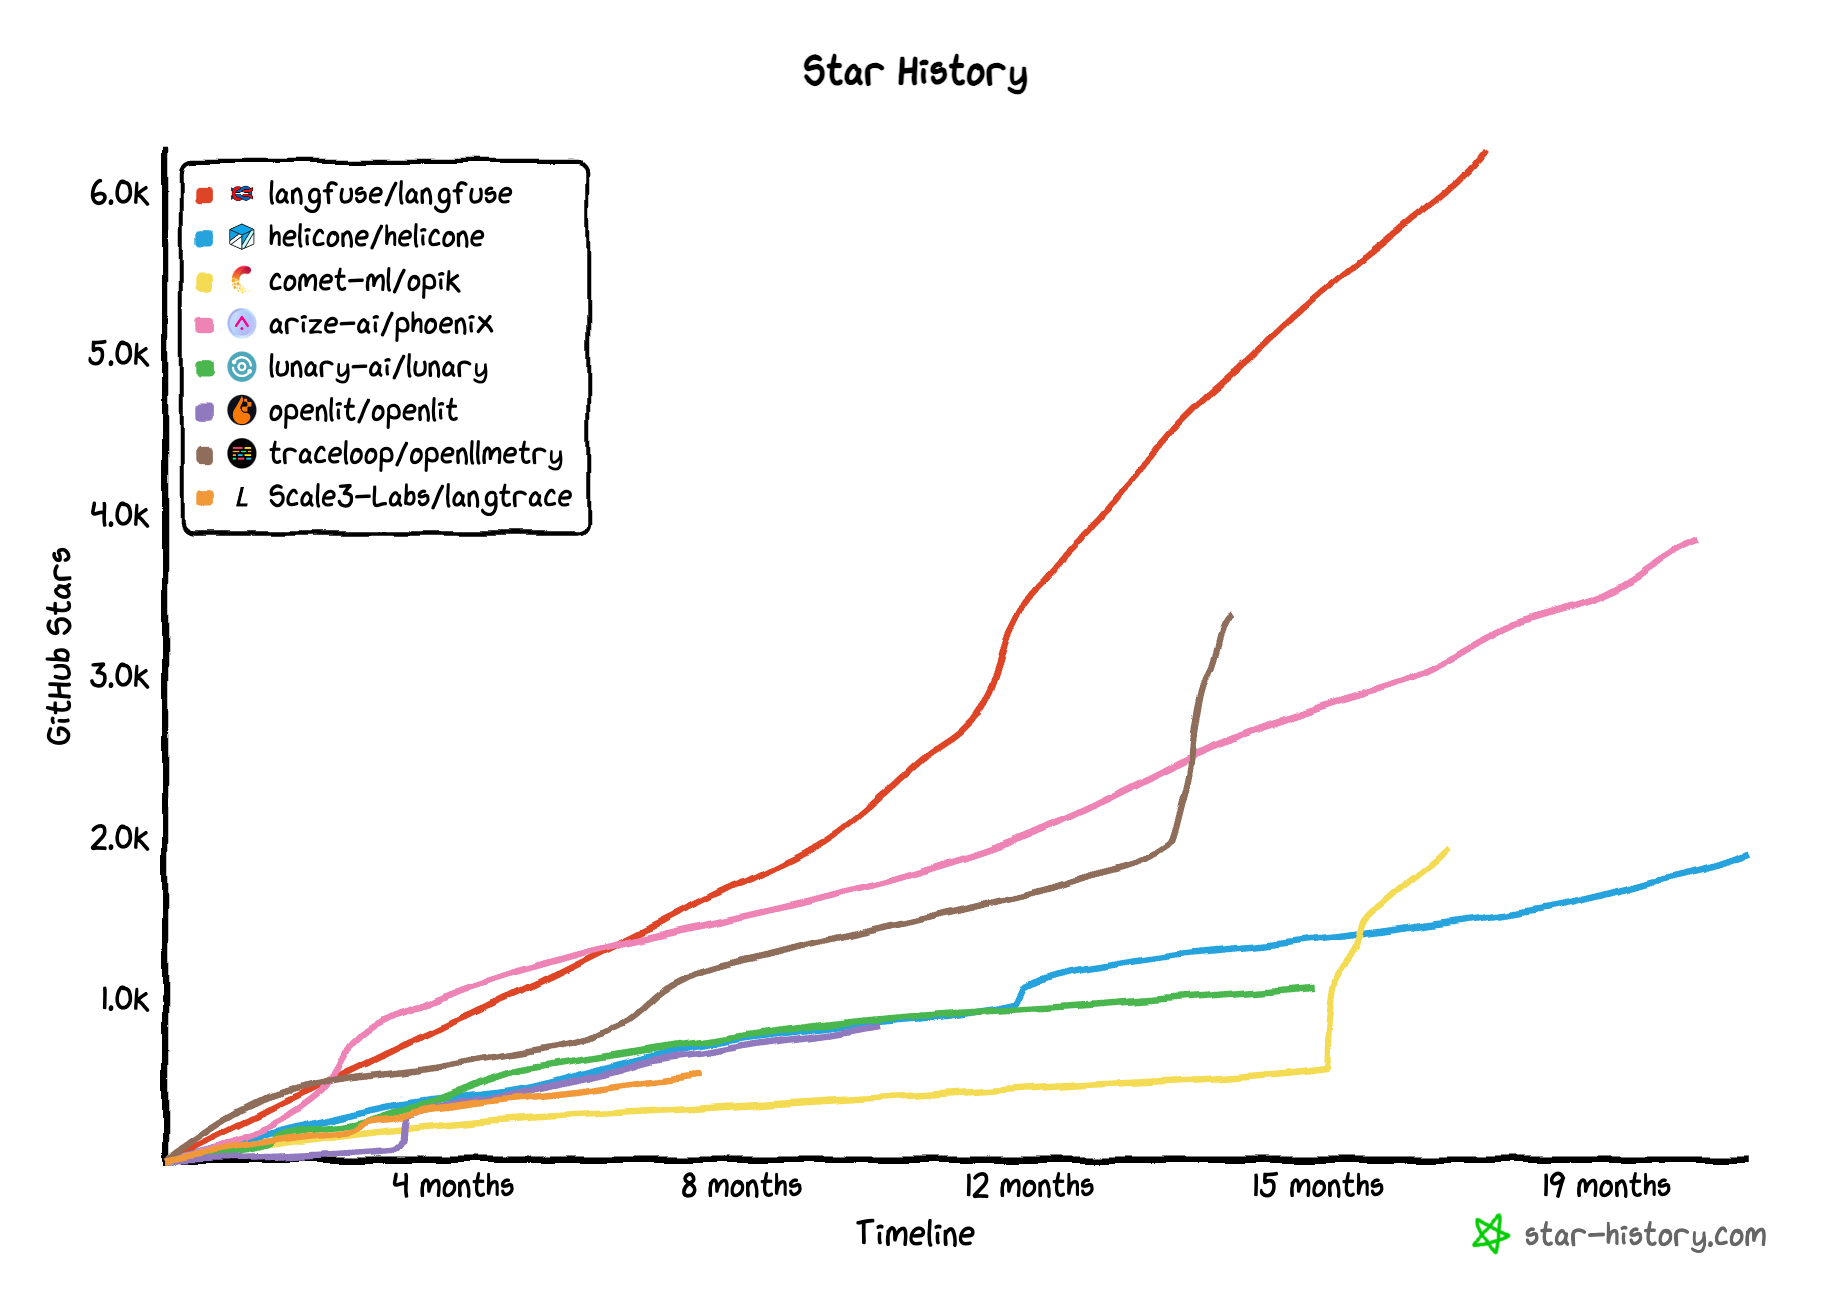 Star History
6.0k
5.0k
4.0k
3.0k
2.0k
1.0k
GitHub Stars
langfuse/langfuse
helicone/helicone
comet-ml/opik
arize-ai/phoenix
lunary-ai/lunary
openlit/openlit
traceloop/openllmetry
L Scale3-Labs/langtrace
4 months
8 months
12 months
15 months
19 months
Timeline
star-history.com